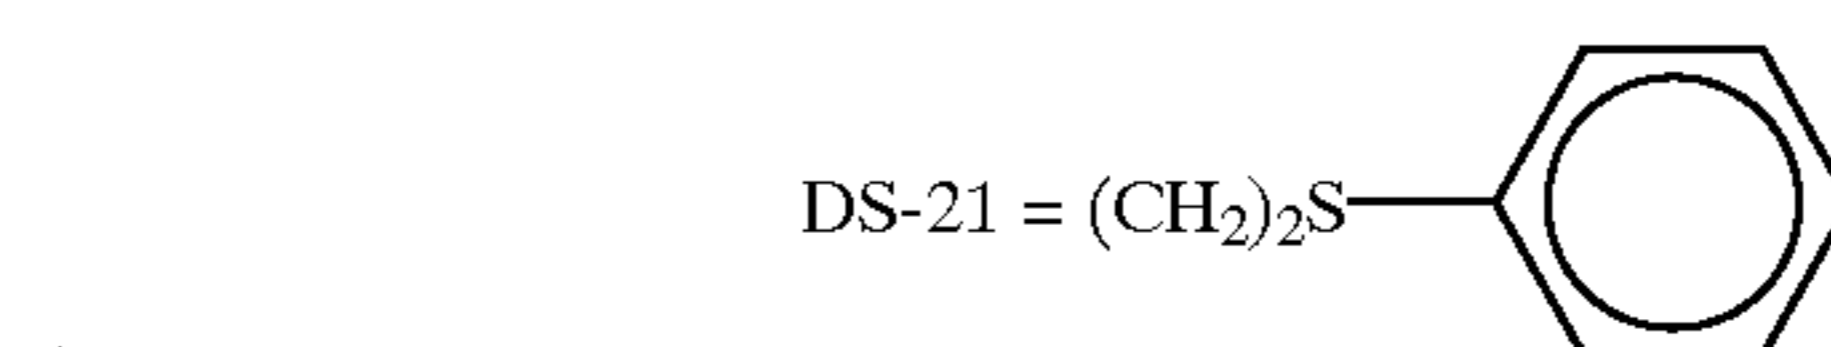 DS-21 = (CH₂)₂S